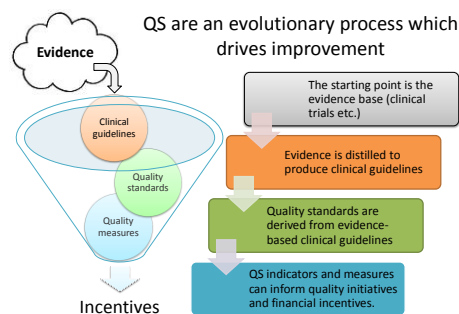 QS are an evolutionary process which
drives improvement
Evidence
Clinical
guidelines
Quality
standards
Quality
measures
Incentives
The starting point is the
evidence base (clinical
trials etc.)
Evidence is distilled to
produce clinical guidelines
Quality standards are
derived from evidence-
based clinical guidelines
QS indicators and measures
can inform quality initiatives
and financial incentives.